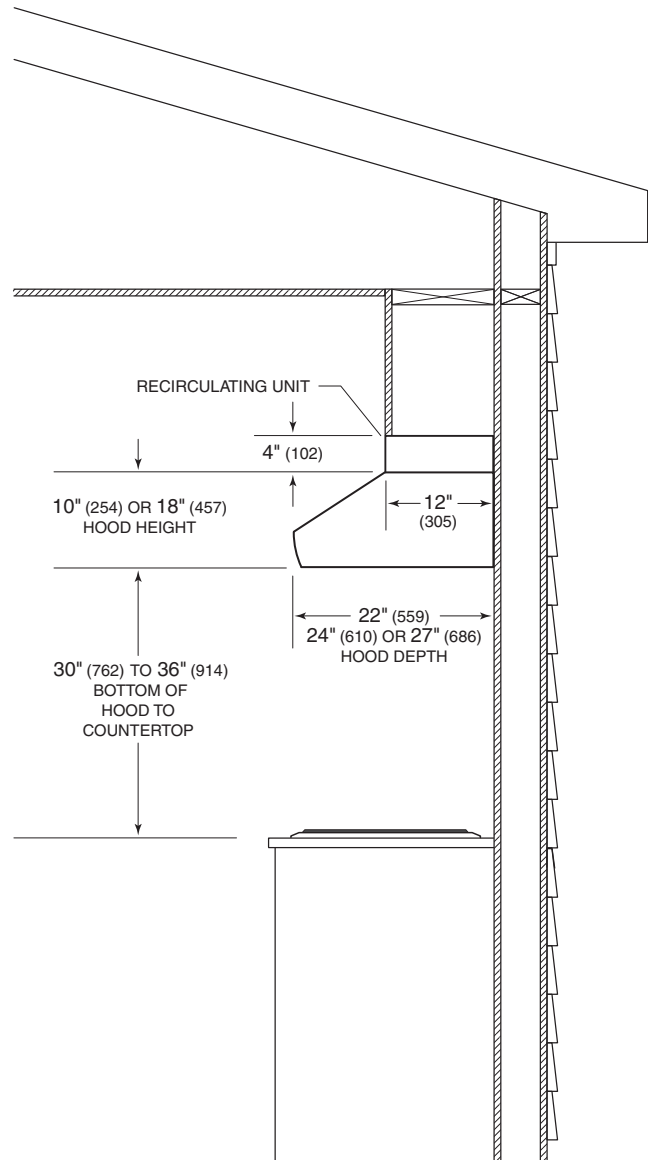 RECIRCULATING UNIT
4" (102)
10" (254) OR 18" (457)
HOOD HEIGHT
12"
(305)
22" (559)
24" (610) OR 27" (686)
HOOD DEPTH
30" (762) TO 36" (914)
BOTTOM OF
HOOD TO
COUNTERTOP